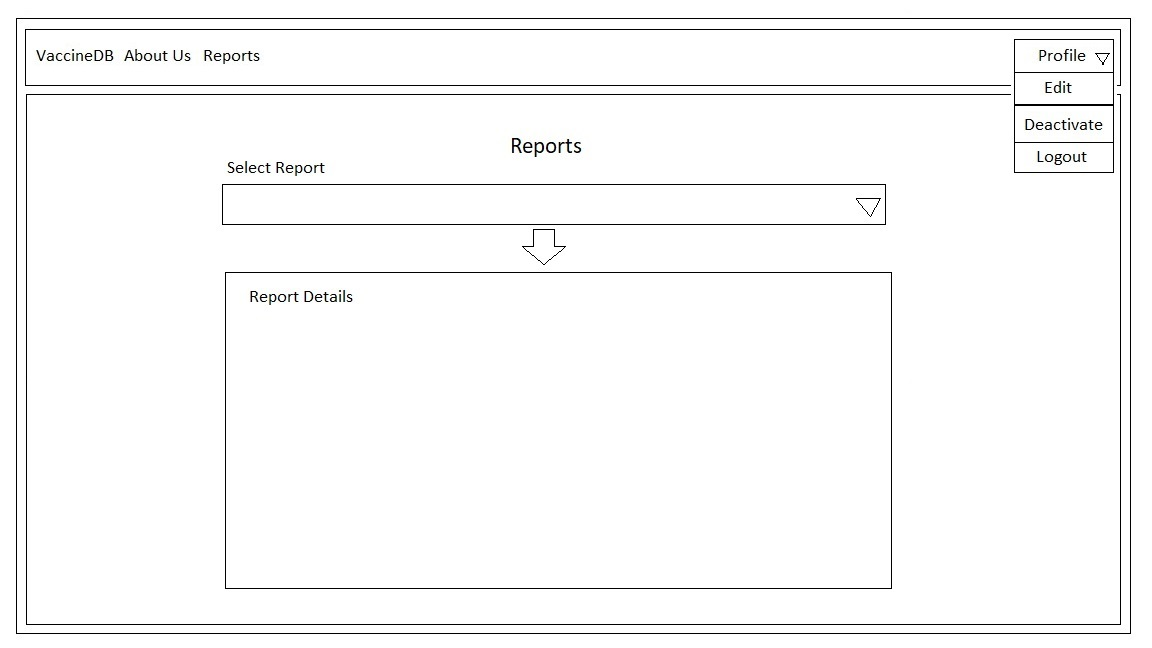 VaccineDB About Us Reports
Profile
Edit
Deactivate
Logout
Reports
Select Report
Report Details